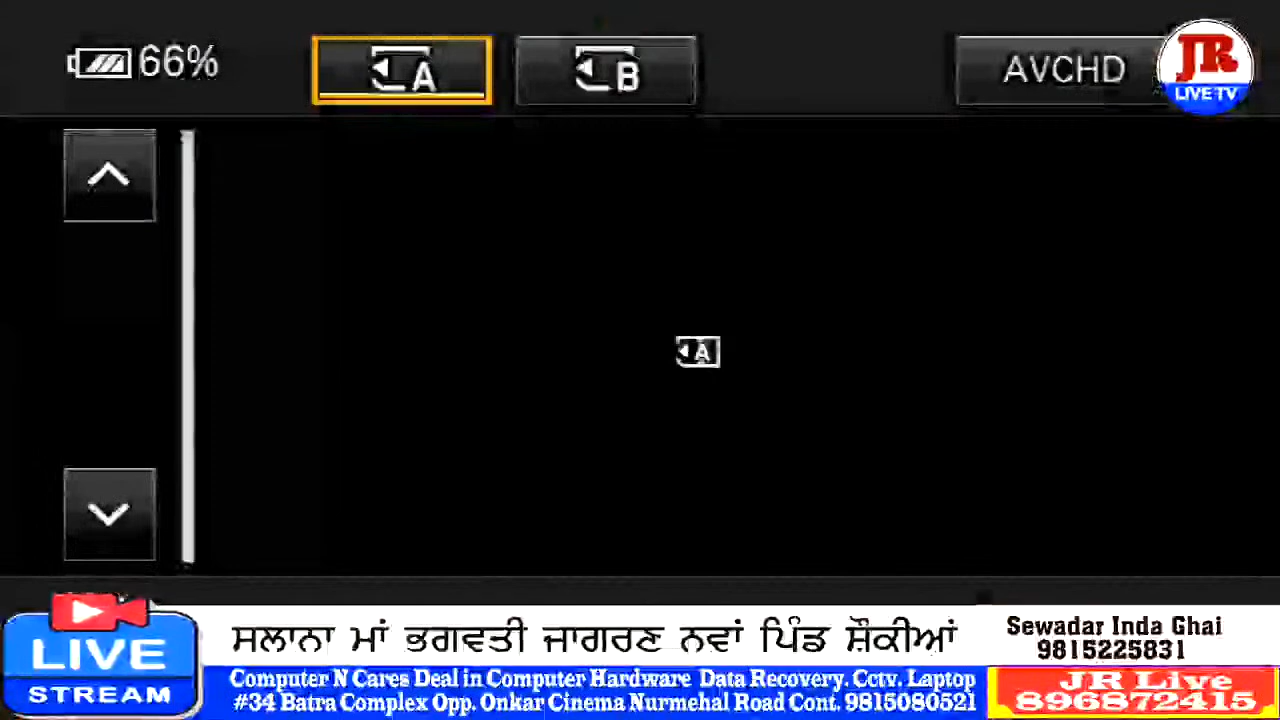 66%
A
B
AVCHD
JR
LIVE TV
A
LIVE
STREAM
ਸਲਾਨਾ ਮਾਂ ਭਗਵਤੀ ਜਾਗਰਣ ਨਵਾਂ ਪਿੰਡ ਸ਼ੌਕੀਆਂ
Sewadar Inda Ghai
9815225831
Computer N Cares Deal in Computer Hardware Data Recovery. Cctv. Laptop
#34 Batra Complex Opp. Onkar Cinema Nurmehal Road Cont. 9815080521
JR Live
896872415